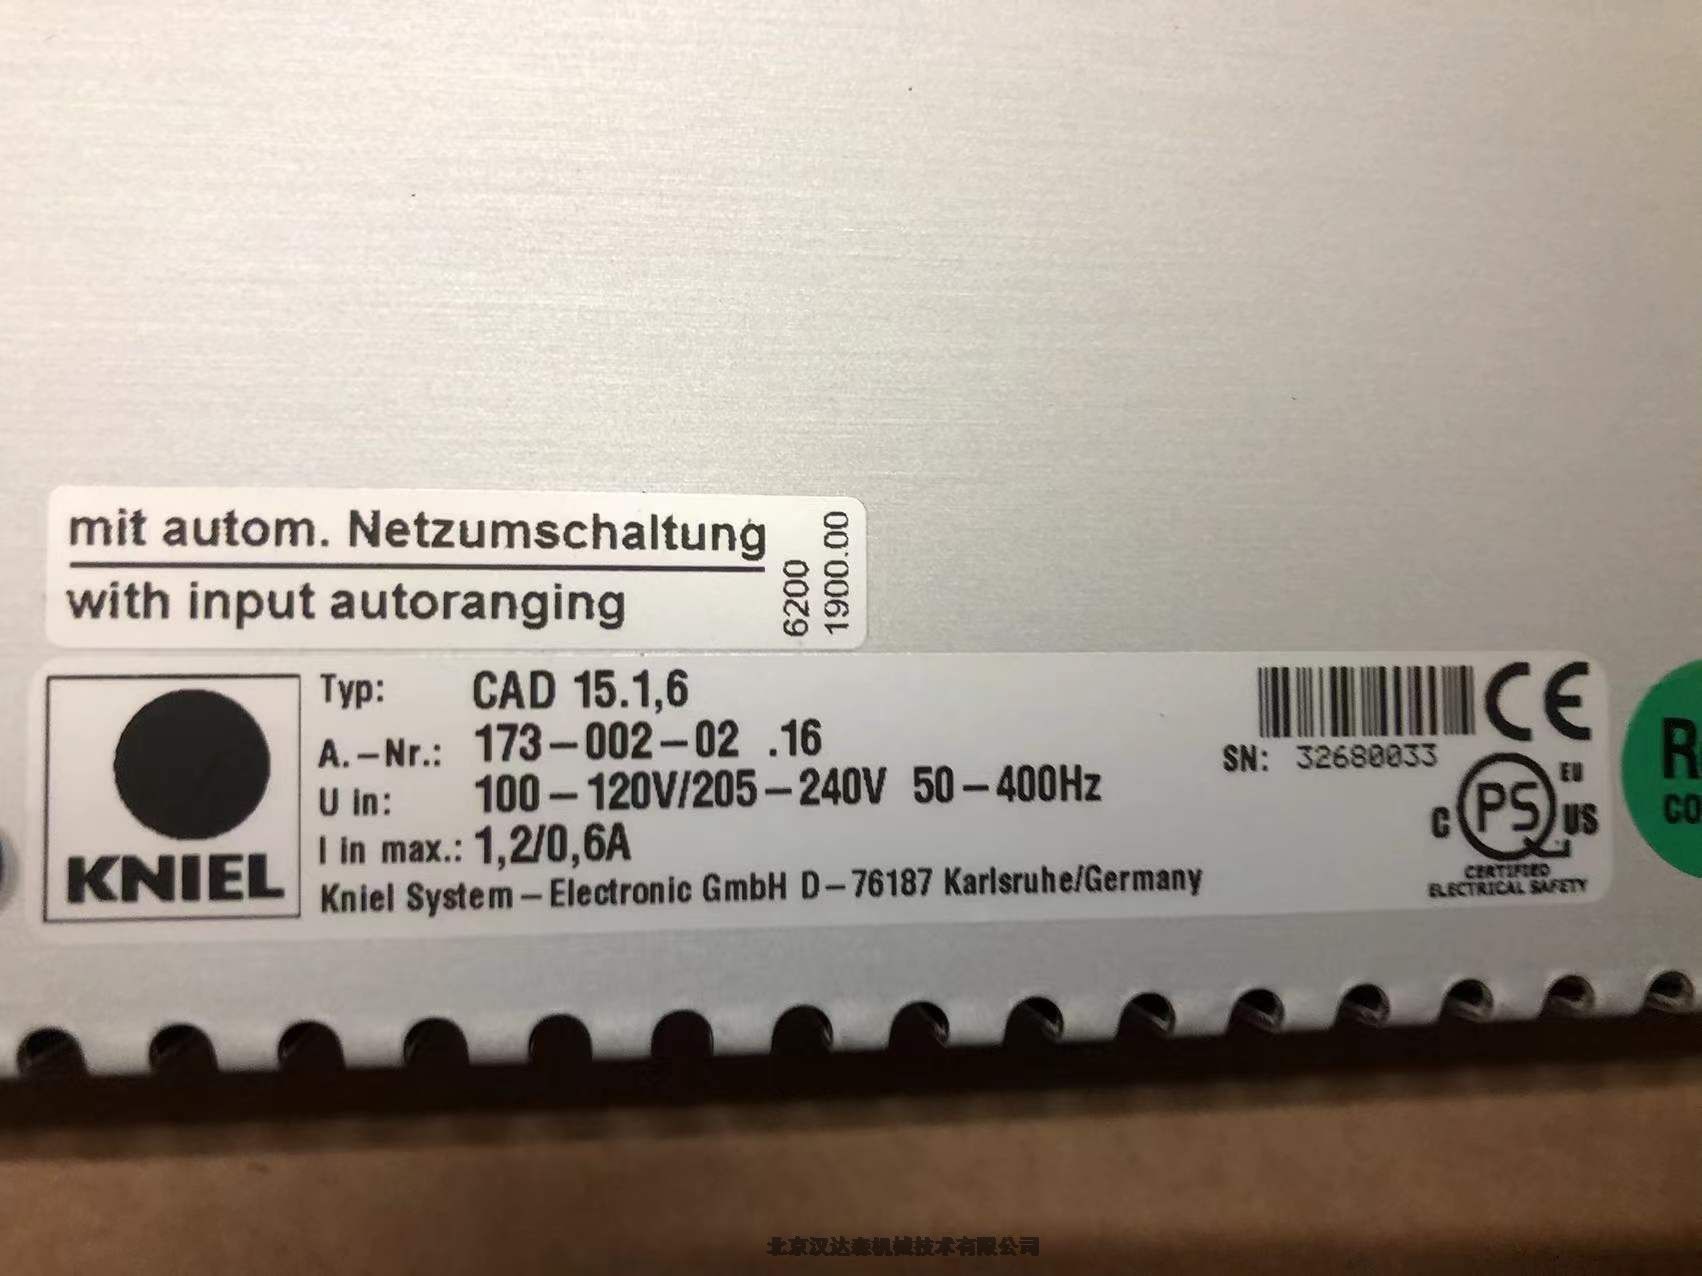 mit autom. Netzumschaltung
with input autoranging
6200
1900.00
KNIEL
Typ: CAD 15.1,6
A.-Nr.: 173-002-02 .16
U in: 100-120V/205-240V 50-400Hz
I in max.: 1,2/0,6A
Kniel System-Electronic GmbH D-76187 Karlsruhe/Germany
CE
SN: 32680033
C PS EU US
CERTIFIED
ELECTRICAL SAFETY
北京汉达森机械技术有限公司